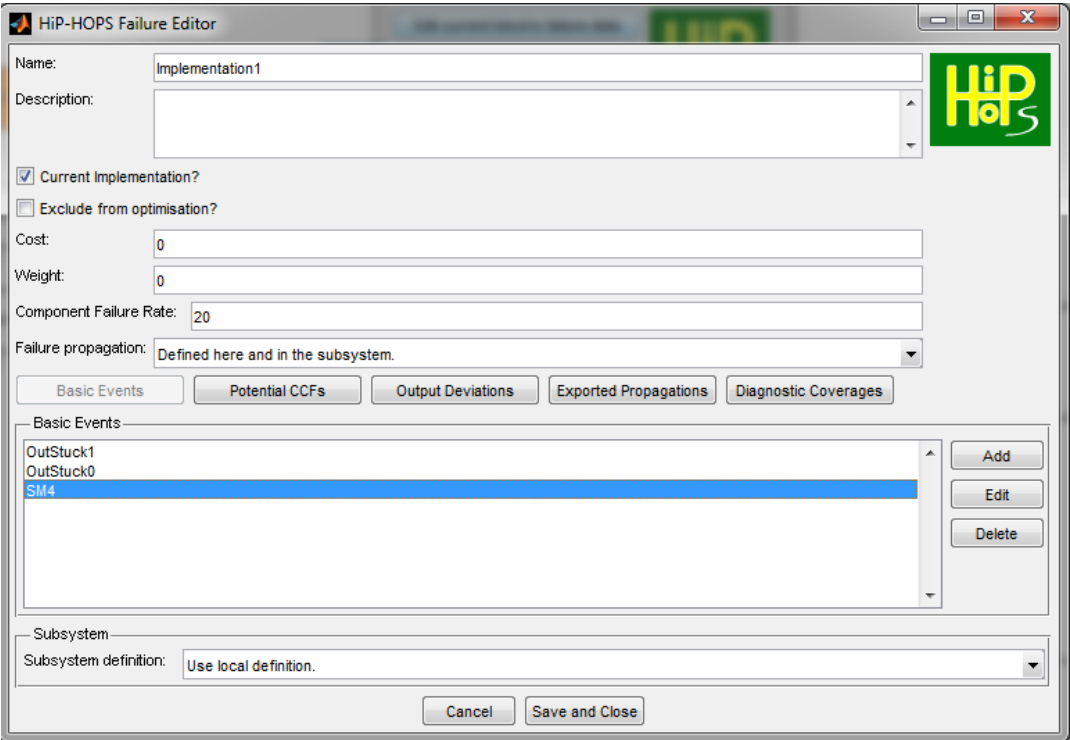 HiP-HOPS Failure Editor
Name:
Implementation1
HiP
HoPS
Description:
Current Implementation?
Exclude from optimisation?
Cost:
0
Weight:
0
Component Failure Rate:
20
Failure propagation:
Defined here and in the subsystem.
Basic Events
Potential CCFs
Output Deviations
Exported Propagations
Diagnostic Coverages
Basic Events
OutStuck1
OutStuck0
SM4
Add
Edit
Delete
Subsystem
Subsystem definition:
Use local definition.
Cancel
Save and Close